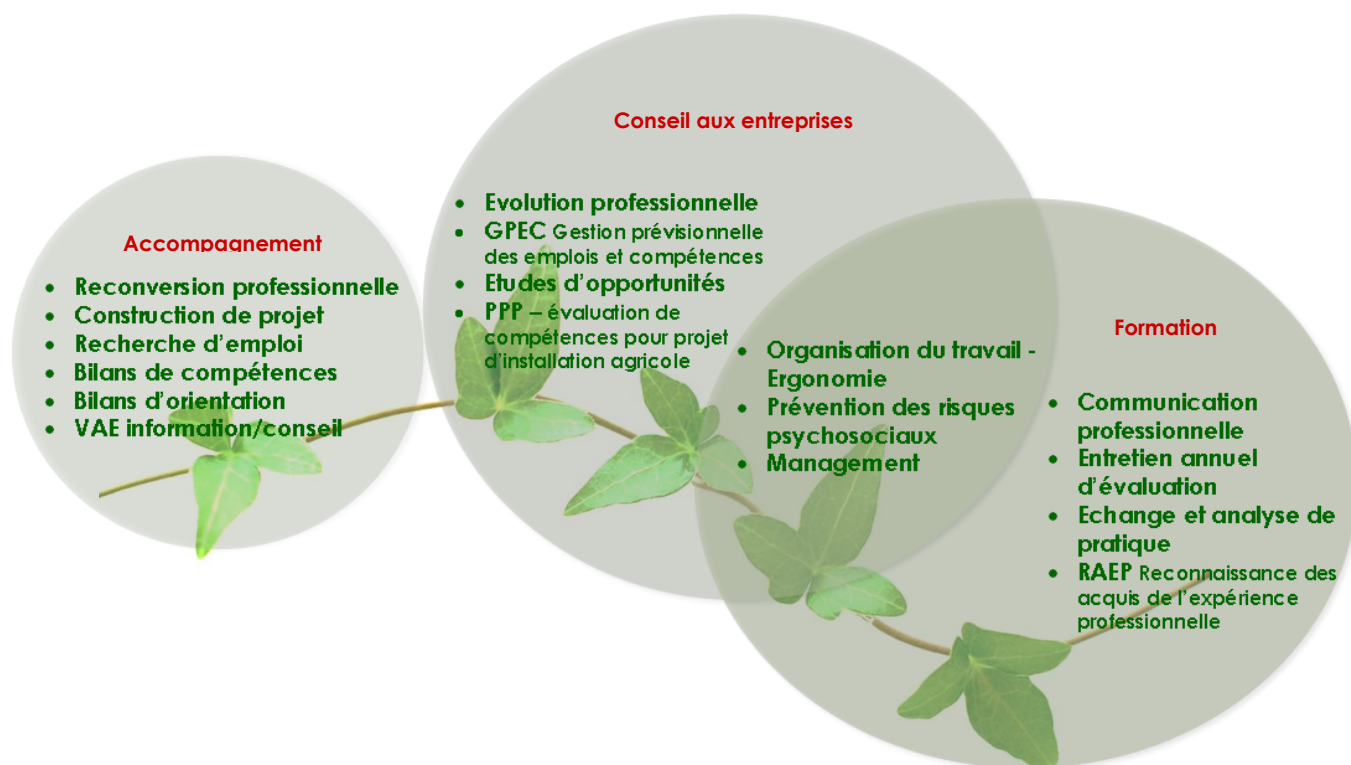 Accompagnement
• Reconversion professionnelle
• Construction de projet
• Recherche d'emploi
• Bilans de compétences
• Bilans d'orientation
• VAE information/conseil
Conseil aux entreprises
• Evolution professionnelle
• GPEC Gestion prévisionnelle
des emplois et compétences
• Etudes d'opportunités
• PPP – évaluation de
compétences pour projet
d'installation agricole
• Organisation du travail -
Ergonomie
• Prévention des risques
psychosociaux
• Management
Formation
• Communication
professionnelle
• Entretien annuel
d'évaluation
• Echange et analyse de
pratique
• RAEP Reconnaissance des
acquis de l'expérience
professionnelle